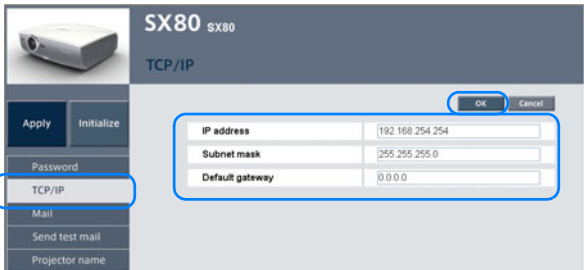 SX80 SX80
TCP/IP
OK Cancel
Apply Initialize
IP address 192.168.254.254
Subnet mask 255.255.255.0
Default gateway 0.0.0.0
Password
TCP/IP
Mail
Send test mail
Projector name